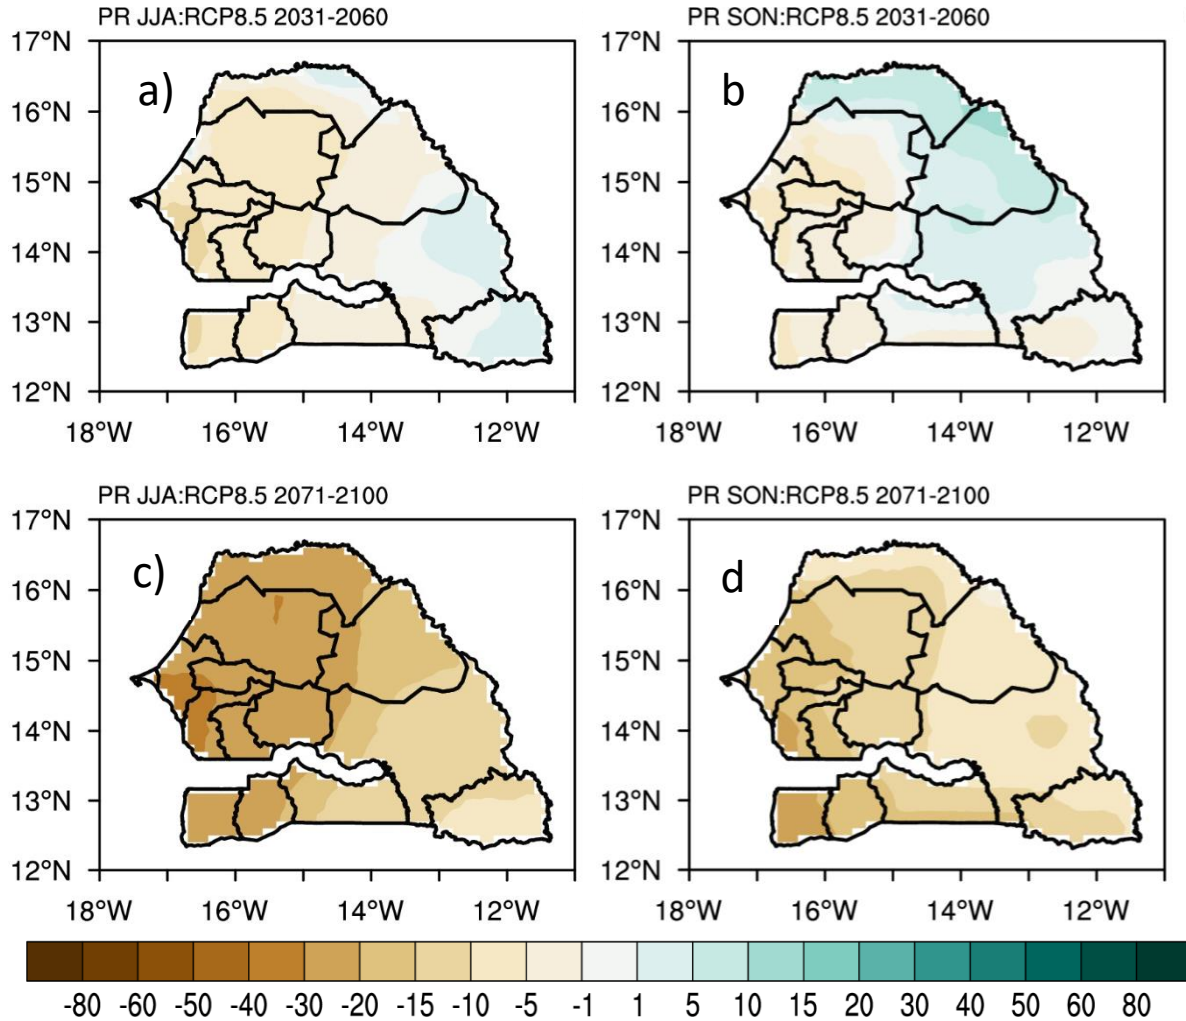 PR JJA:RCP8.5 2031-2060
PR SON:RCP8.5 2031-2060
17°N
17°N
a)
b
16°N
16°N
15°N
15°N
14°N
14°N
13°N
13°N
12°N
12°N
18°W 16°W 14°W 12°W
18°W 16°W 14°W 12°W
PR JJA:RCP8.5 2071-2100
PR SON:RCP8.5 2071-2100
17°N
17°N
c)
d
16°N
16°N
15°N
15°N
14°N
14°N
13°N
13°N
12°N
12°N
18°W 16°W 14°W 12°W
18°W 16°W 14°W 12°W
-80 -60 -50 -40 -30 -20 -15 -10 -5 -1 1 5 10 15 20 30 40 50 60 80